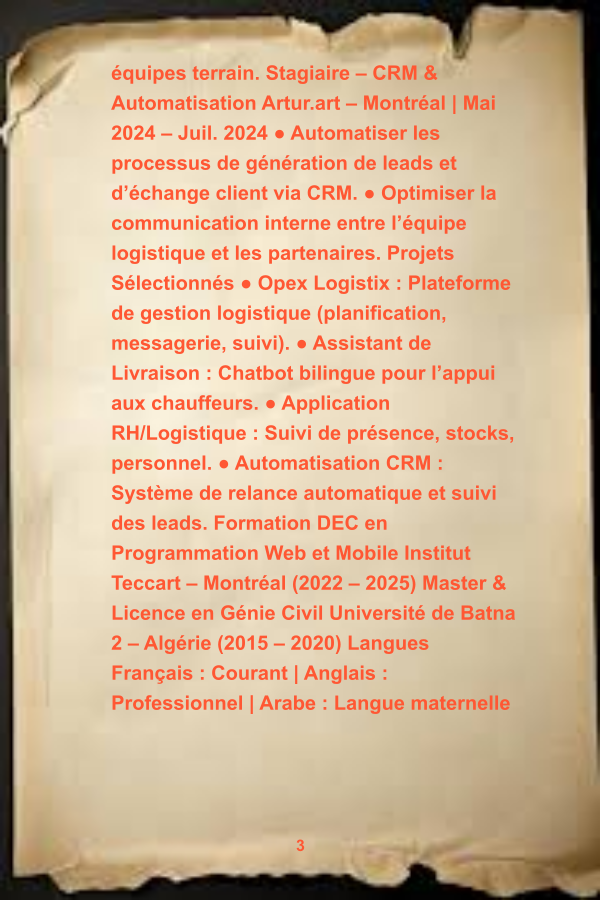 équipes terrain. Stagiaire – CRM &
Automatisation Artur.art – Montréal | Mai
2024 – Juil. 2024 ● Automatiser les
processus de génération de leads et
d’échange client via CRM. ● Optimiser la
communication interne entre l’équipe
logistique et les partenaires. Projets
Sélectionnés ● Opex Logistix : Plateforme
de gestion logistique (planification,
messagerie, suivi). ● Assistant de
Livraison : Chatbot bilingue pour l’appui
aux chauffeurs. ● Application
RH/Logistique : Suivi de présence, stocks,
personnel. ● Automatisation CRM :
Système de relance automatique et suivi
des leads. Formation DEC en
Programmation Web et Mobile Institut
Teccart – Montréal (2022 – 2025) Master &
Licence en Génie Civil Université de Batna
2 – Algérie (2015 – 2020) Langues
Français : Courant | Anglais :
Professionnel | Arabe : Langue maternelle
3